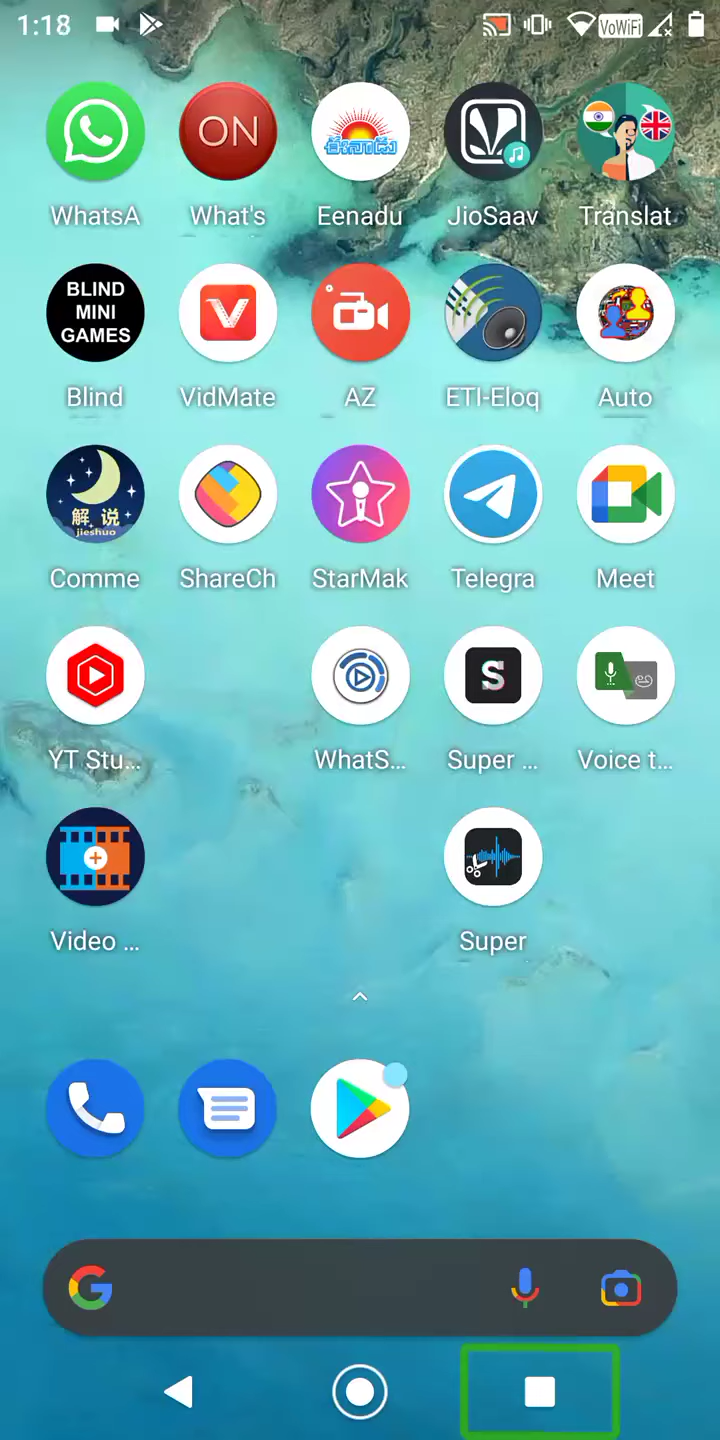 1:18
VoWiFi
ON
ఈనాడు
BLIND
MINI
GAMES
WhatsA
What's
Eenadu
JioSaav
Translat
Blind
VidMate
AZ
ETI-Eloq
Auto
解 说
jieshuo
Comme
ShareCh
StarMak
Telegra
Meet
S
YT Stu...
WhatS...
Super ...
Voice t...
Video ...
Super
G